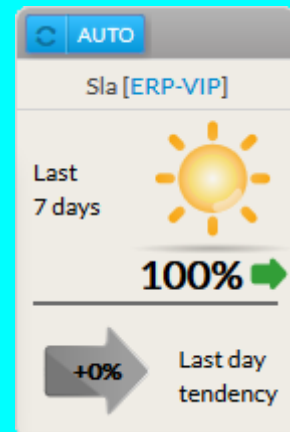 AUTO
Sla [ERP-VIP]
Last
7 days
100%
+0%
Last day
tendency